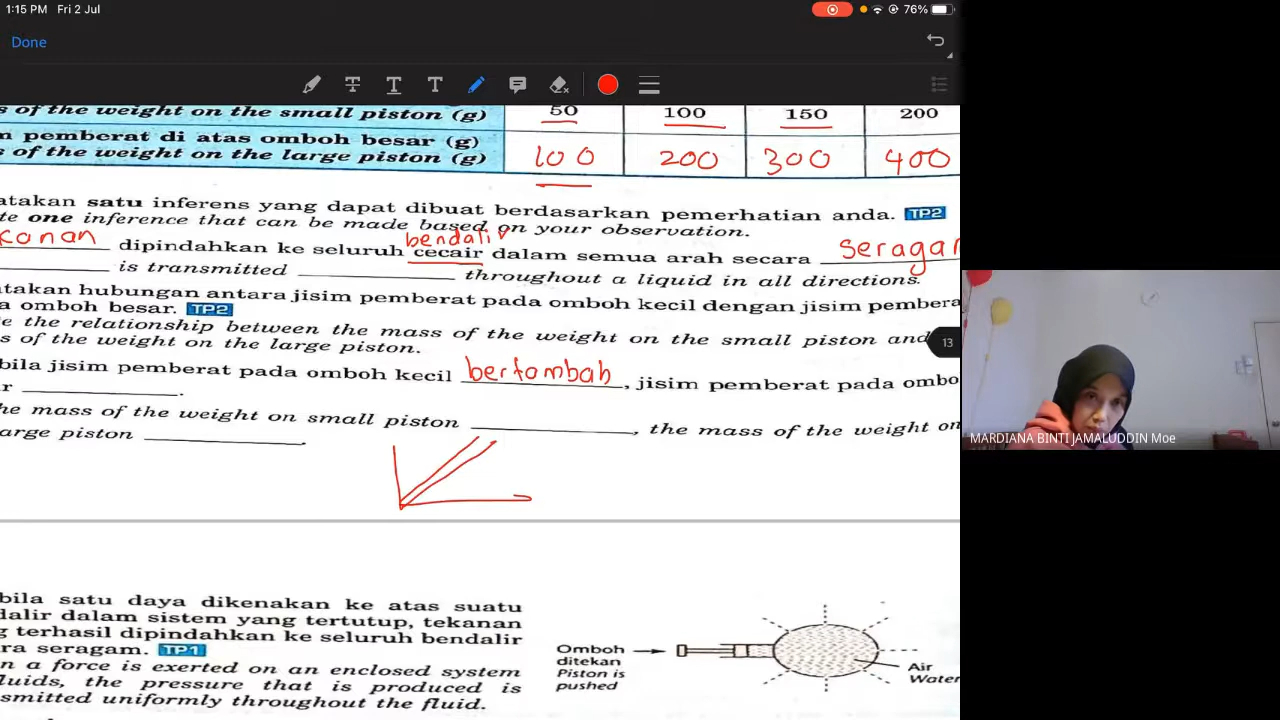 1:15 PM Fri 2 Jul
76%
Done
s of the weight on the small piston (g) 50 100 150 200
n pemberat di atas omboh besar (g)
s of the weight on the large piston (g) 100 200 300 400
atakan satu inferens yang dapat dibuat berdasarkan pemerhatian anda. TP2
te one inference that can be made based on your observation.
kanan dipindahkan ke seluruh cecair dalam semua arah secara seragam
bendalir
is transmitted throughout a liquid in all directions.
atakan hubungan antara jisim pemberat pada omboh kecil dengan jisim pembera
a omboh besar. TP2
e the relationship between the mass of the weight on the small piston and
s of the weight on the large piston.
13
bila jisim pemberat pada omboh kecil bertambah, jisim pemberat pada ombo
r .
he mass of the weight on small piston , the mass of the weight on
arge piston .
bila satu daya dikenakan ke atas suatu
dalir dalam sistem yang tertutup, tekanan
g terhasil dipindahkan ke seluruh bendalir
ra seragam. TP1
n a force is exerted on an enclosed system
luids, the pressure that is produced is
smitted uniformly throughout the fluid.
Omboh
ditekan
Piston is
pushed
Air
Water
MARDIANA BINTI JAMALUDDIN Moe